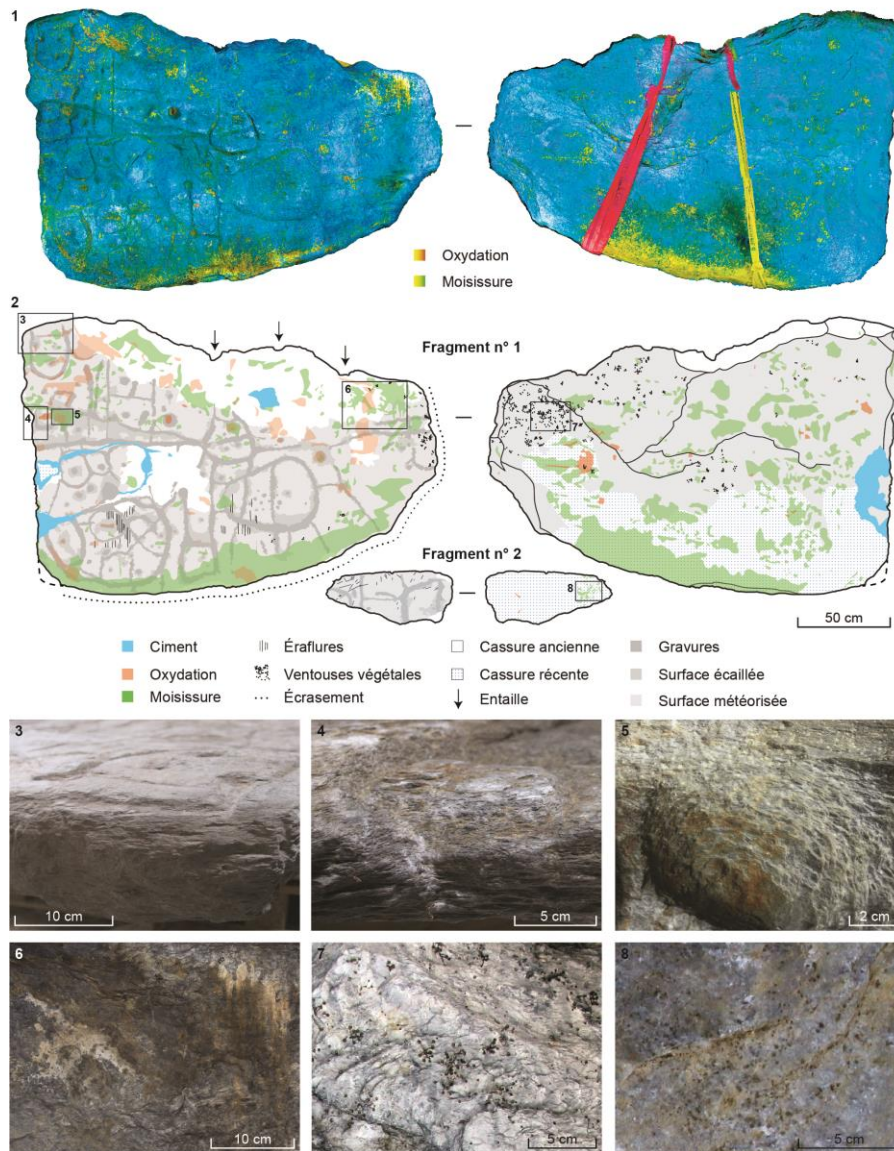 1
Oxydation
Moisissure
2
3
Fragment n° 1
6
5
4
7
Fragment n° 2
8
50 cm
Ciment
Éraflures
Cassure ancienne
Gravures
Oxydation
Ventouses végétales
Cassure récente
Surface écaillée
Moisissure
Écrasement
Entaille
Surface météorisée
3
10 cm
4
5 cm
5
2 cm
6
10 cm
7
5 cm
8
5 cm